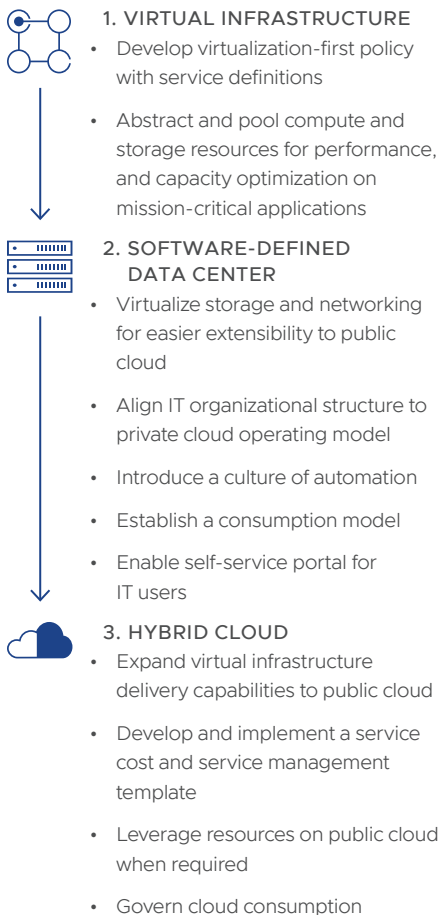 1. VIRTUAL INFRASTRUCTURE
• Develop virtualization-first policy
with service definitions
• Abstract and pool compute and
storage resources for performance,
and capacity optimization on
mission-critical applications
2. SOFTWARE-DEFINED
DATA CENTER
• Virtualize storage and networking
for easier extensibility to public
cloud
• Align IT organizational structure to
private cloud operating model
• Introduce a culture of automation
• Establish a consumption model
• Enable self-service portal for
IT users
3. HYBRID CLOUD
• Expand virtual infrastructure
delivery capabilities to public cloud
• Develop and implement a service
cost and service management
template
• Leverage resources on public cloud
when required
• Govern cloud consumption